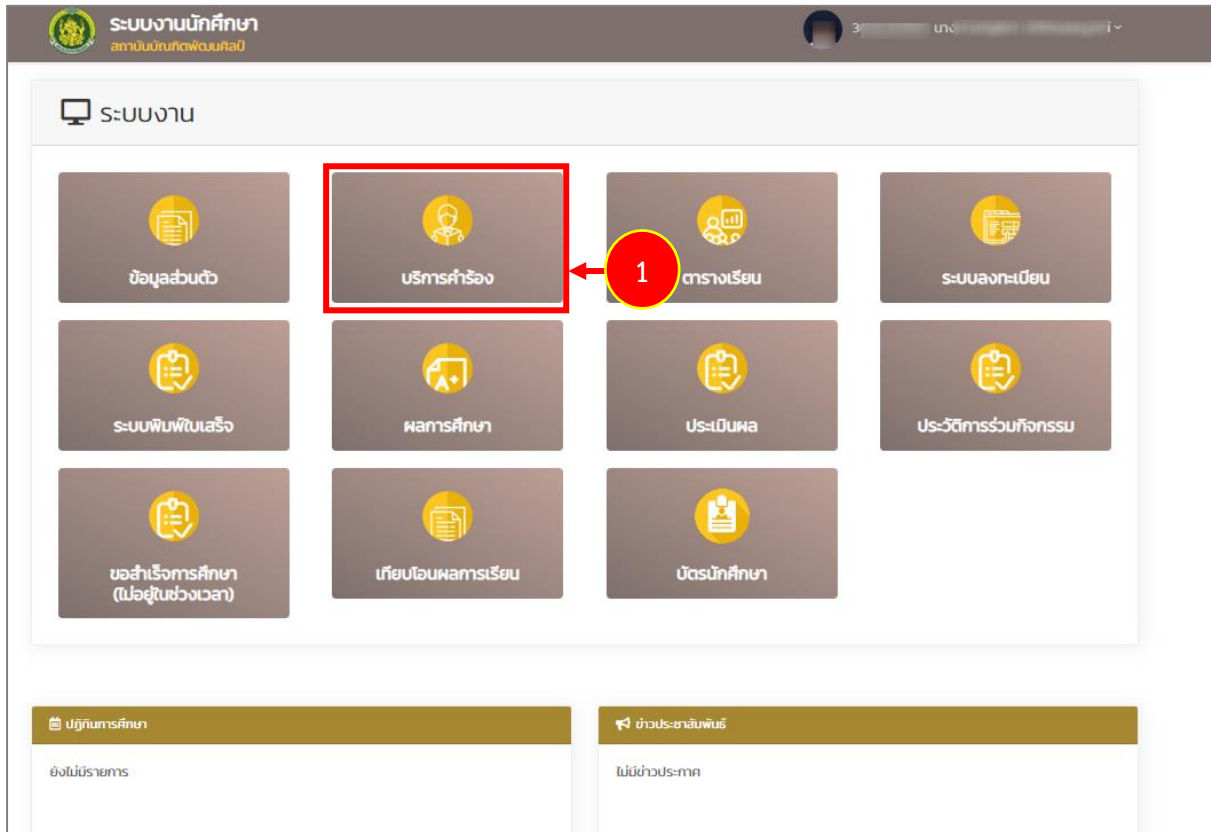 ระบบงานนักศึกษา
สถาบันบัณฑิตพัฒนศิลป์
3
นาง
ระบบงาน
ข้อมูลส่วนตัว
บริการคำร้อง
1
ตารางเรียน
ระบบลงทะเบียน
ระบบพิมพ์ใบเสร็จ
ผลการศึกษา
ประเมินผล
ประวัติการร่วมกิจกรรม
ขอสำเร็จการศึกษา
(ไม่อยู่ในช่วงเวลา)
เทียบโอนผลการเรียน
บัตรนักศึกษา
ปฏิทินการศึกษา
ข่าวประชาสัมพันธ์
ยังไม่มีรายการ
ไม่มีข่าวประกาศ